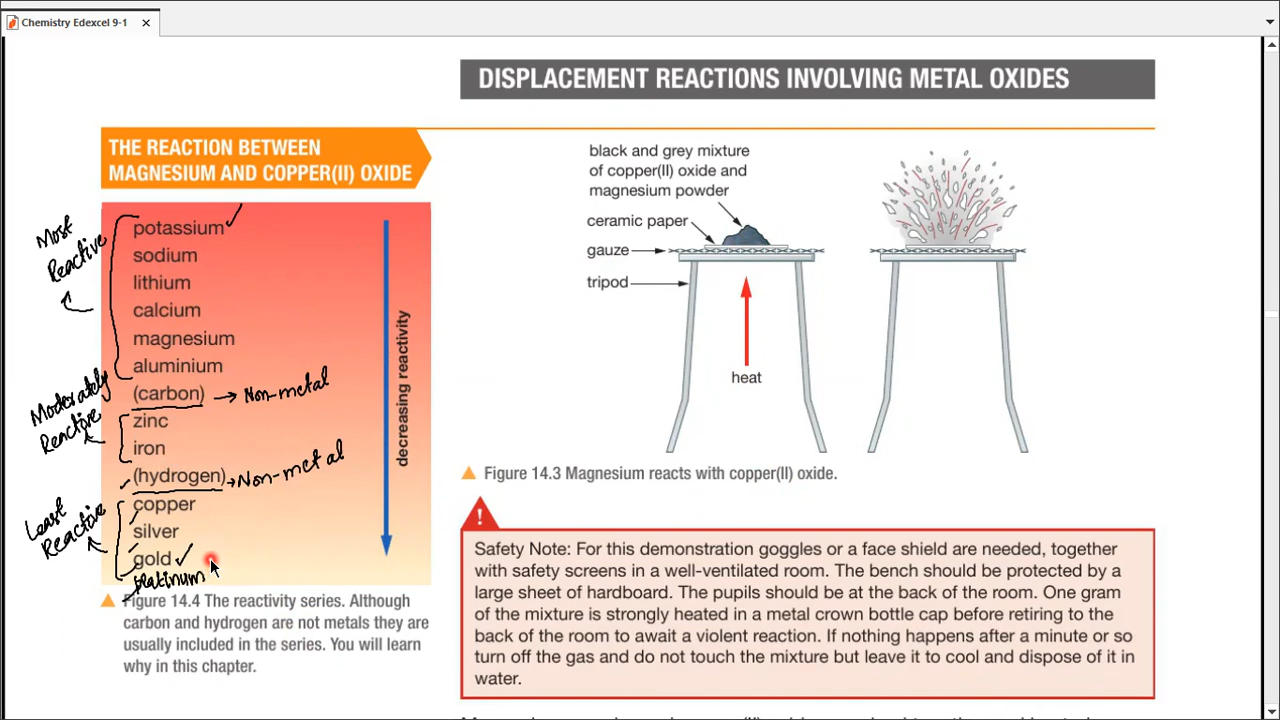 Chemistry Edexcel 9-1
DISPLACEMENT REACTIONS INVOLVING METAL OXIDES
THE REACTION BETWEEN
MAGNESIUM AND COPPER(II) OXIDE
Most
Reactive
potassium
sodium
lithium
calcium
magnesium
aluminium
(carbon) → Non-metal
Moderately
Reactive
zinc
iron
(hydrogen) → Non-metal
Least
Reactive
copper
silver
gold
platinum
decreasing reactivity
Figure 14.4 The reactivity series. Although
carbon and hydrogen are not metals they are
usually included in the series. You will learn
why in this chapter.
black and grey mixture
of copper(II) oxide and
magnesium powder
ceramic paper
gauze
tripod
heat
Figure 14.3 Magnesium reacts with copper(II) oxide.
!
Safety Note: For this demonstration goggles or a face shield are needed, together
with safety screens in a well-ventilated room. The bench should be protected by a
large sheet of hardboard. The pupils should be at the back of the room. One gram
of the mixture is strongly heated in a metal crown bottle cap before retiring to the
back of the room to await a violent reaction. If nothing happens after a minute or so
turn off the gas and do not touch the mixture but leave it to cool and dispose of it in
water.